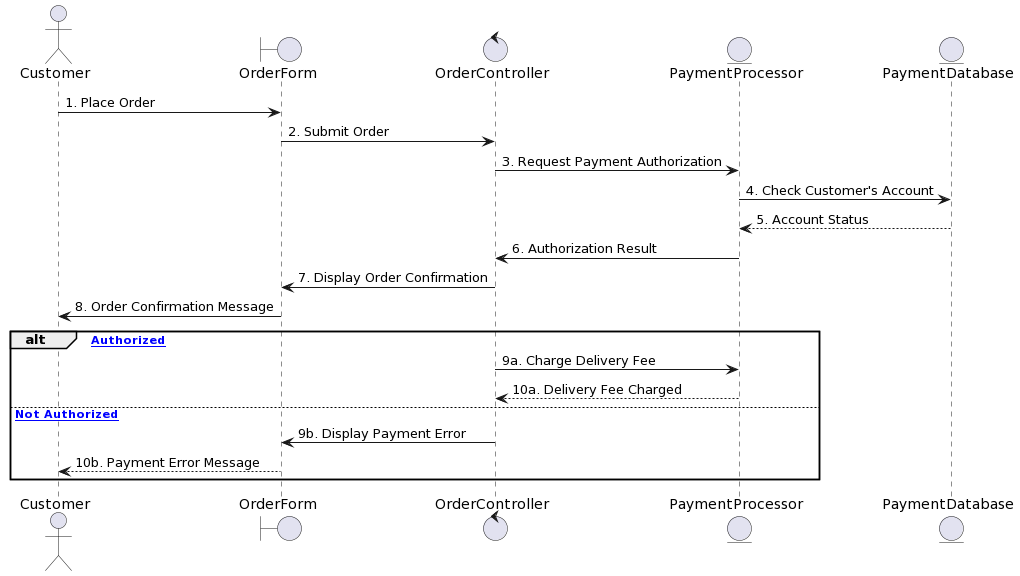 Customer
OrderForm
OrderController
PaymentProcessor
PaymentDatabase
1. Place Order
2. Submit Order
3. Request Payment Authorization
4. Check Customer's Account
5. Account Status
6. Authorization Result
7. Display Order Confirmation
8. Order Confirmation Message
alt
Authorized
9a. Charge Delivery Fee
10a. Delivery Fee Charged
Not Authorized
9b. Display Payment Error
10b. Payment Error Message
Customer
OrderForm
OrderController
PaymentProcessor
PaymentDatabase